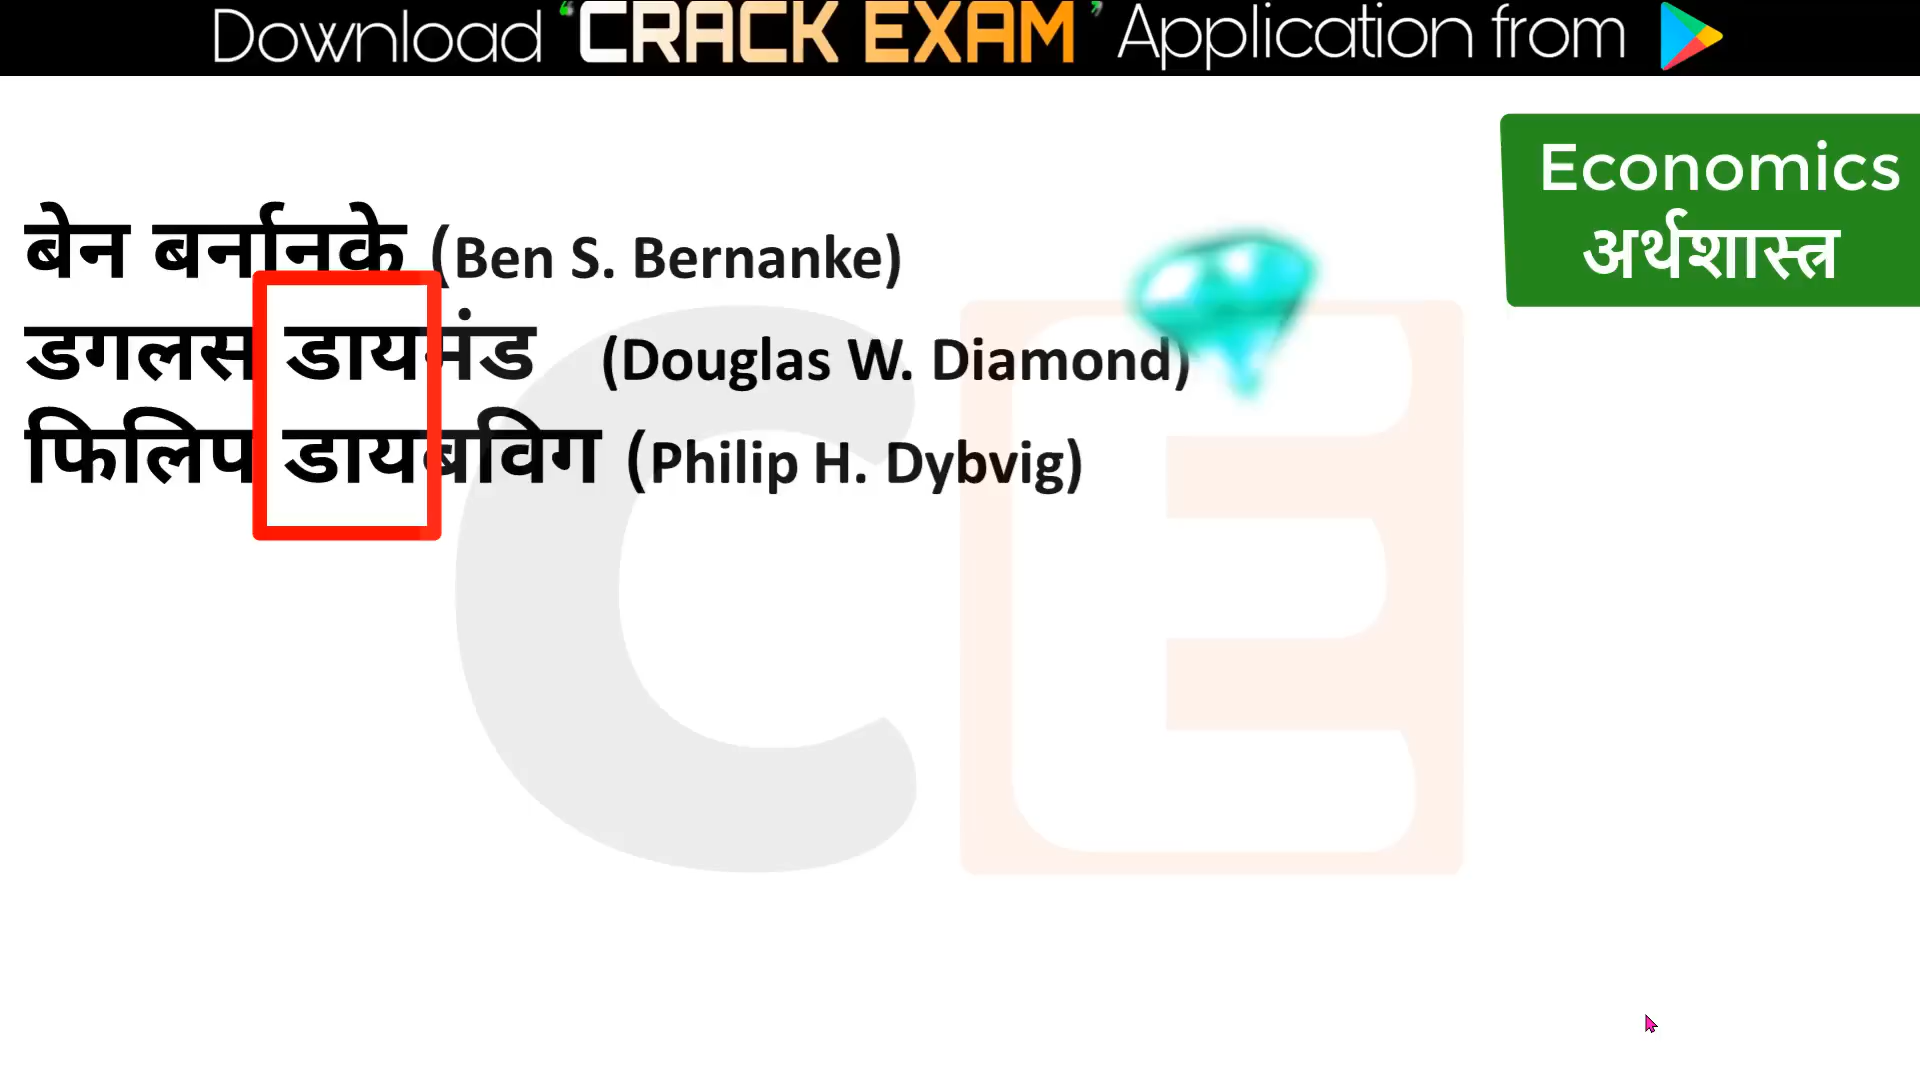 Download 'CRACK EXAM' Application from
Economics
अर्थशास्त्र
बेन बर्नानके (Ben S. Bernanke)
डगलस डायमंड (Douglas W. Diamond)
फिलिप डायबविग (Philip H. Dybvig)
CE